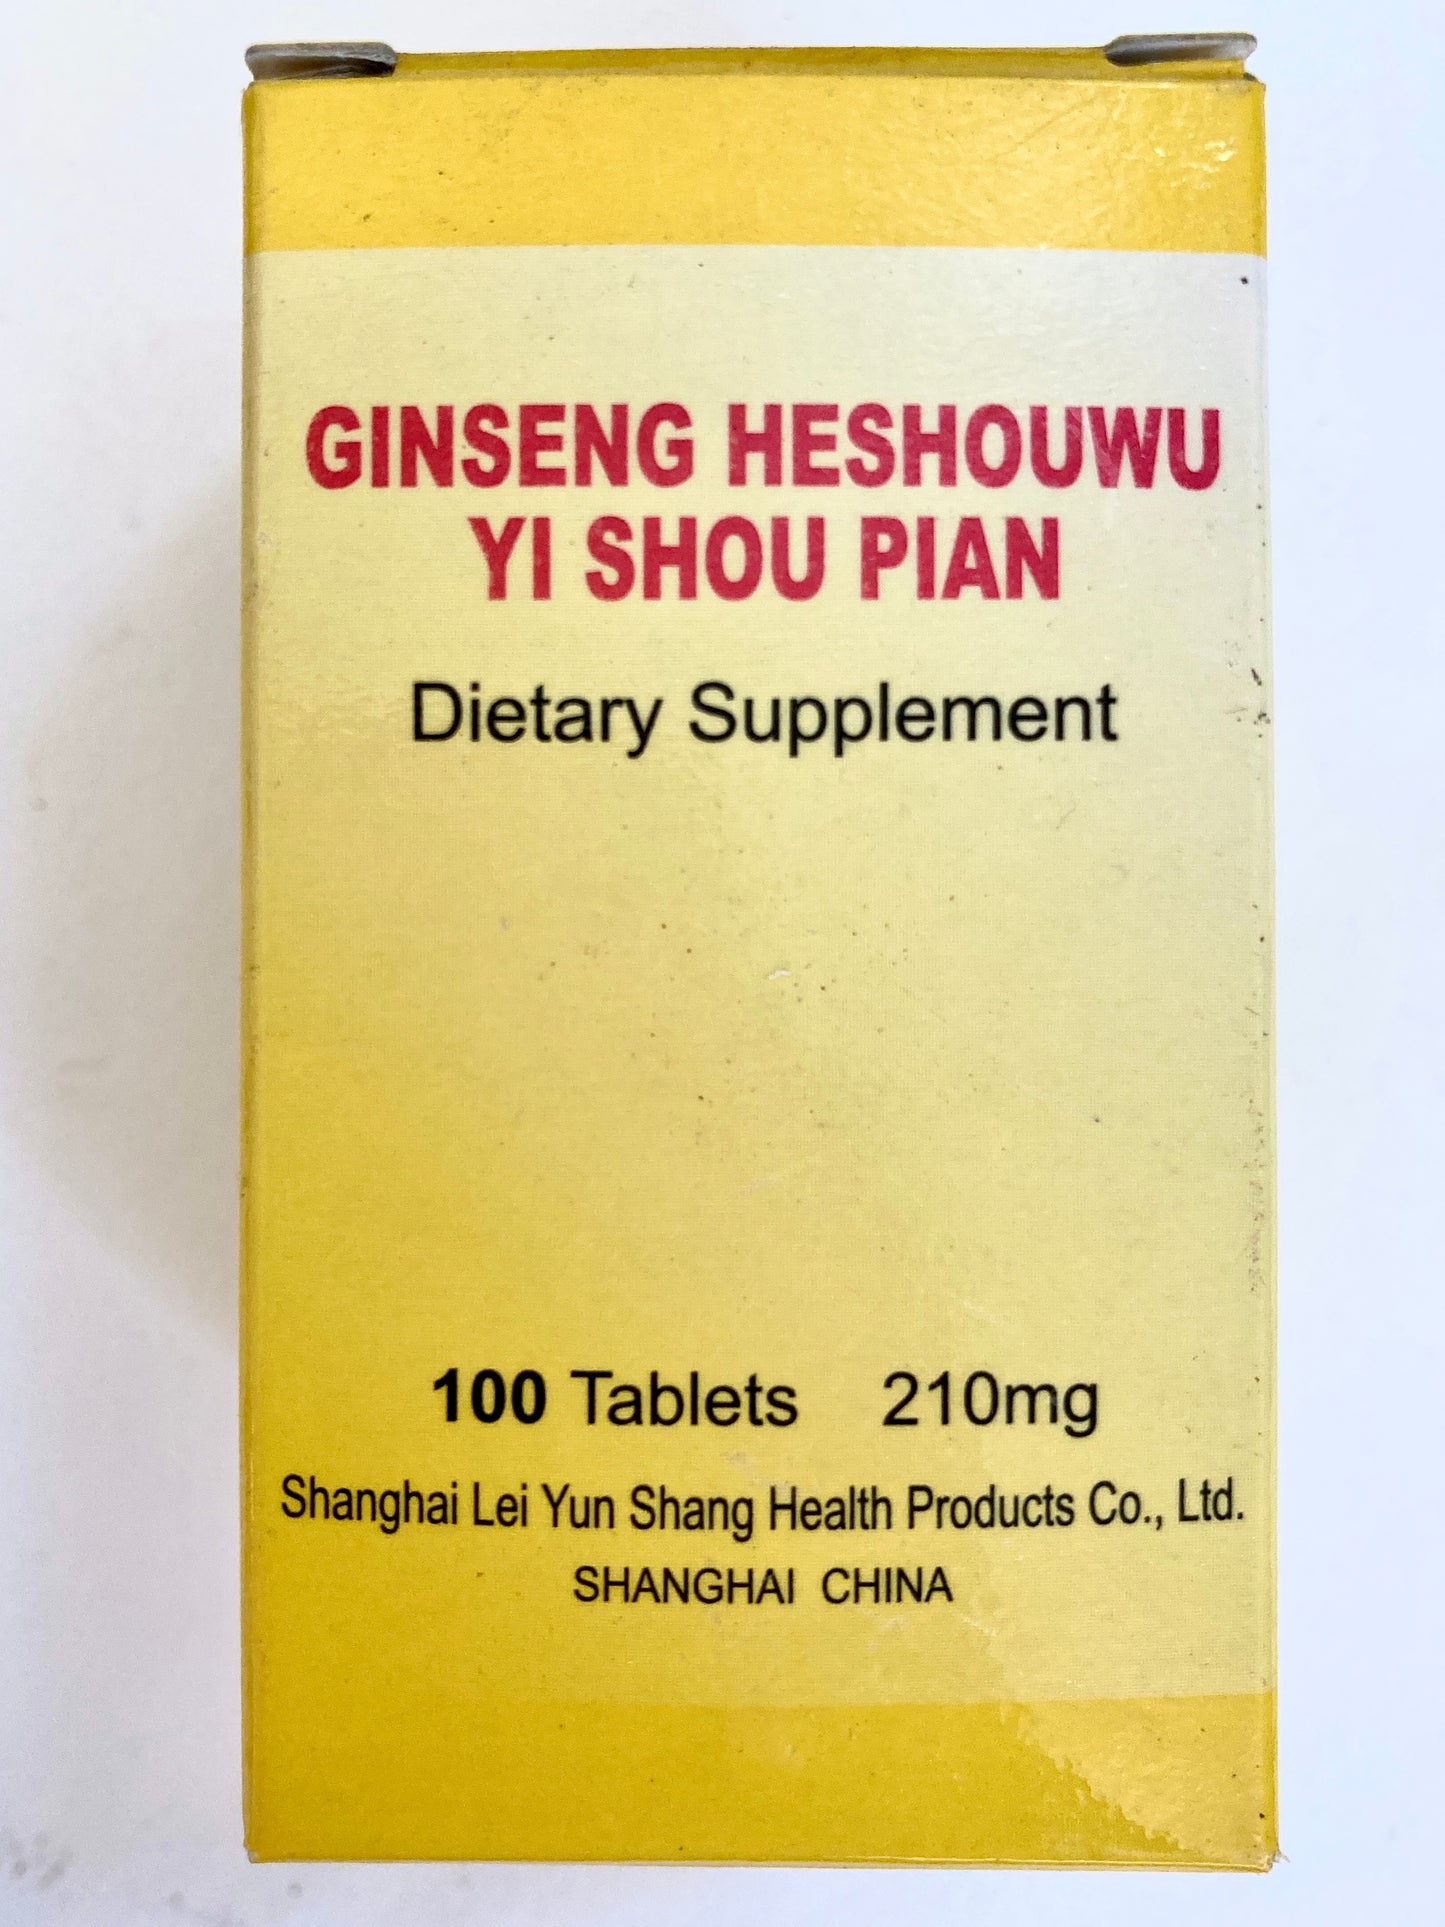 GINSENG HESHOUWU
YI SHOU PIAN
Dietary Supplement
100 Tablets 210mg
Shanghai Lei Yun Shang Health Products Co., Ltd.
SHANGHAI CHINA